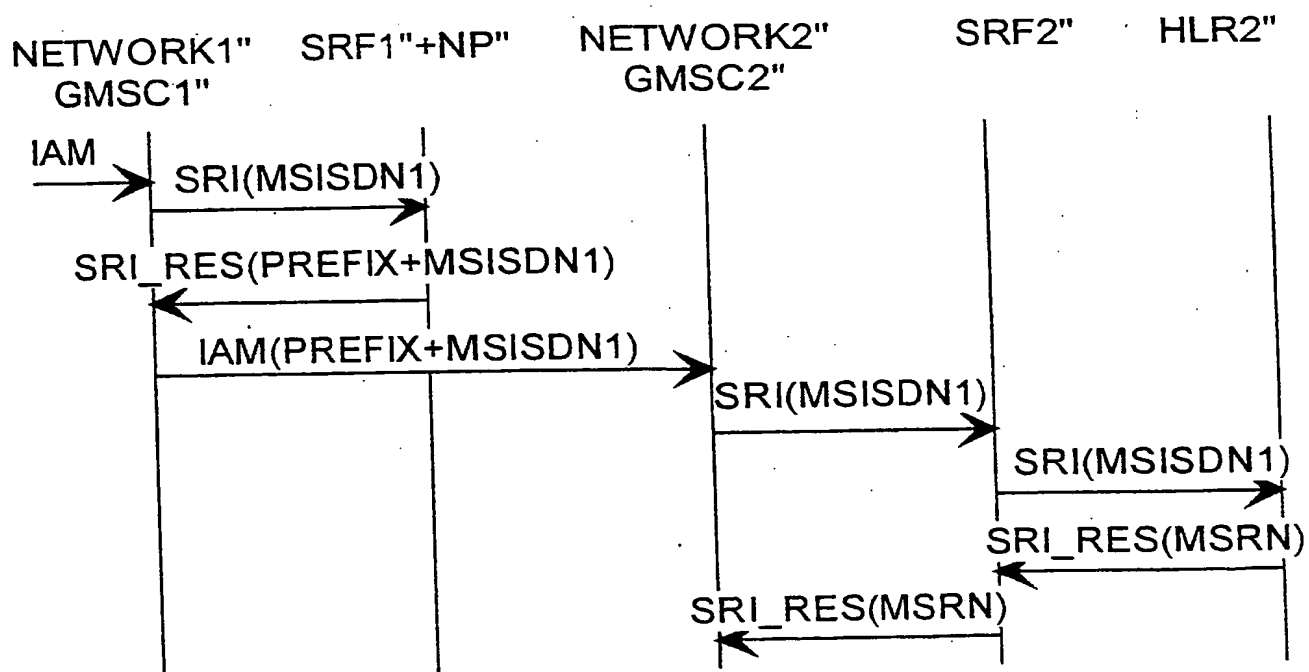 NETWORK1" SRF1"+NP" NETWORK2" SRF2" HLR2"
GMSC1" GMSC2"
IAM
SRI(MSISDN1)
SRI_RES(PREFIX+MSISDN1)
IAM(PREFIX+MSISDN1)
SRI(MSISDN1)
SRI(MSISDN1)
SRI_RES(MSRN)
SRI_RES(MSRN)